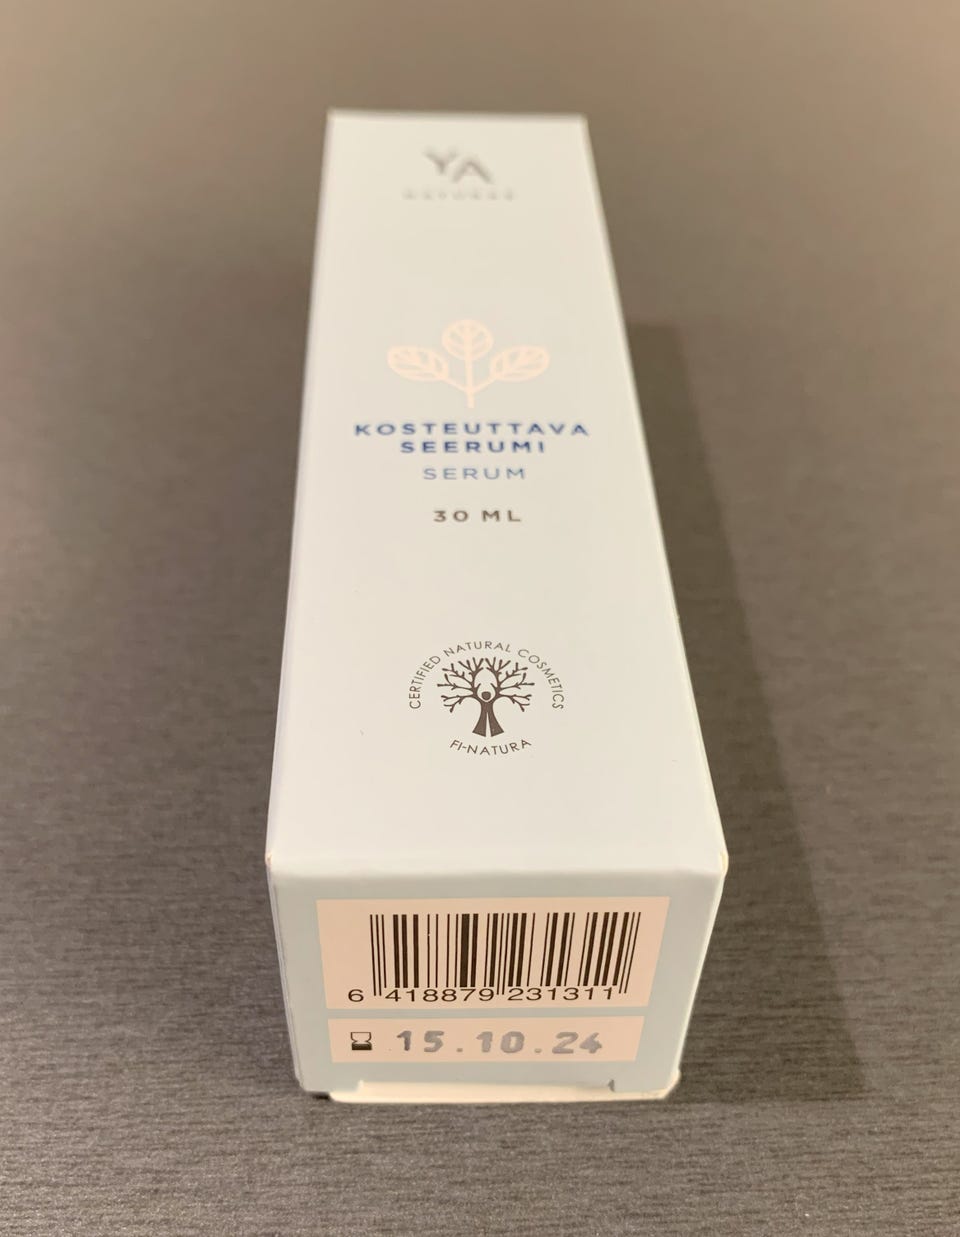 YA
KOSTEUTTAVA
SEERUMI
SERUM
30 ML
CERTIFIED NATURAL COSMETICS
FI-NATURA
6 418879 231311
15.10.24